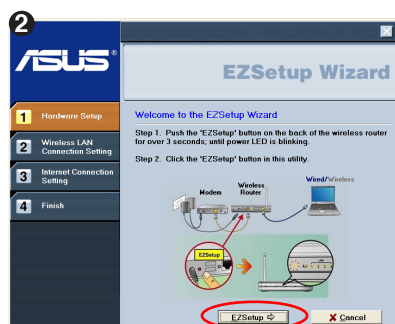 2
ASUS®
EZSetup Wizard
1 Hardware Setup
2 Wireless LAN
Connection Setting
3 Internet Connection
Setting
4 Finish
Welcome to the EZSetup Wizard
Step 1. Push the 'EZSetup' button on the back of the wireless router
for over 3 seconds; until power LED is blinking.
Step 2. Click the "EZSetup" button in this utility.
Modem
Wireless
Router
Wired/Wireless
EZSetup
EZSetup ⇨
X Cancel